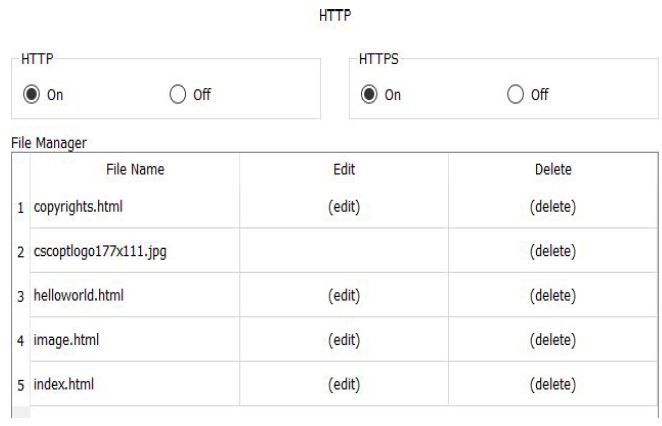 HTTP
HTTP HTTPS
On Off On Off
File Manager
File Name Edit Delete
1 copyrights.html (edit) (delete)
2 cscoptlogo177x111.jpg (delete)
3 helloworld.html (edit) (delete)
4 image.html (edit) (delete)
5 index.html (edit) (delete)